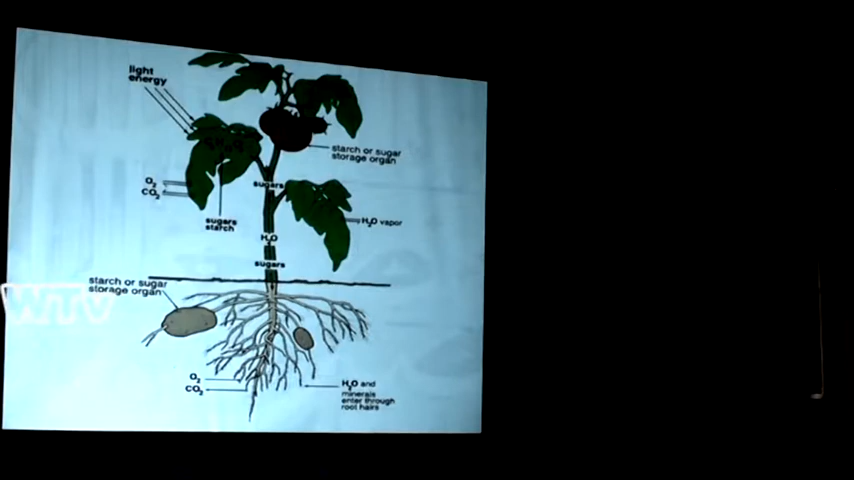 light
energy
starch or sugar
storage organ
O₂
CO₂
sugars
sugars
starch
H₂O vapor
H₂O
sugars
starch or sugar
storage organ
WTV
O₂
CO₂
H₂O and
minerals
enter through
root hairs